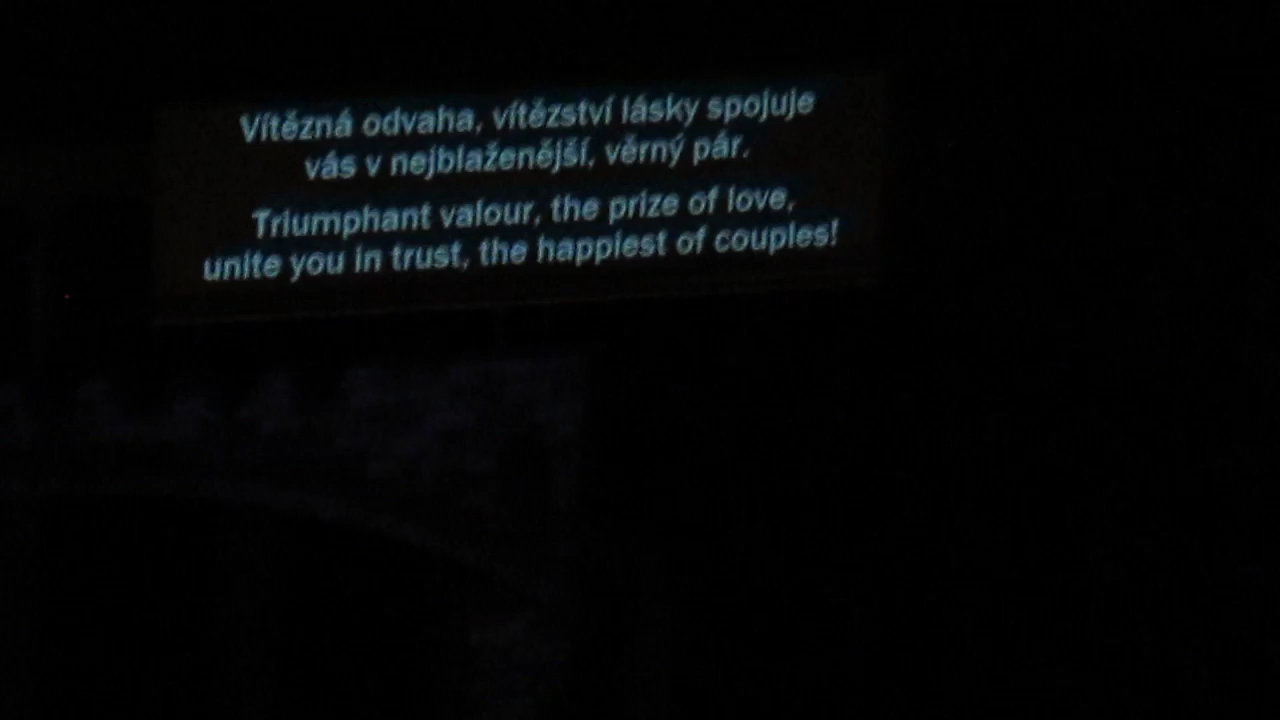 Vítězná odvaha, vítězství lásky spojuje
vás v nejblaženější, věrný pár.
Triumphant valour, the prize of love,
unite you in trust, the happiest of couples!